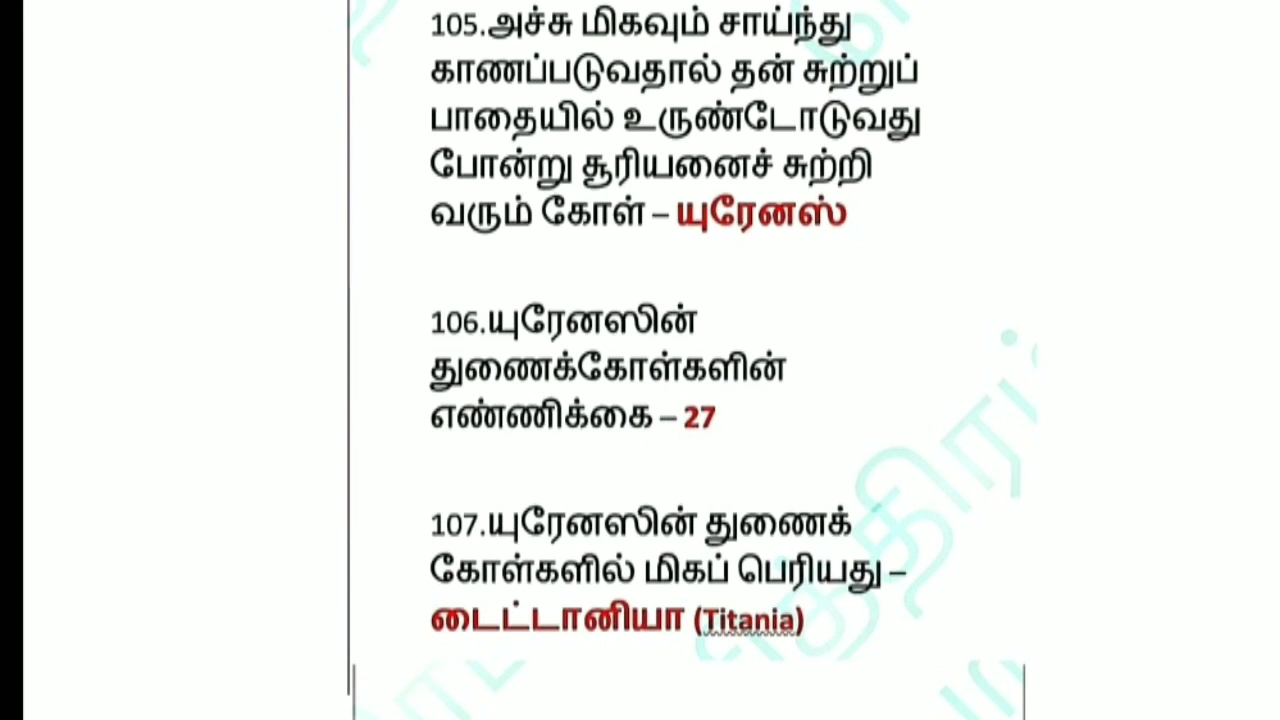 105.அச்சு மிகவும் சாய்ந்து
காணப்படுவதால் தன் சுற்றுப்
பாதையில் உருண்டோடுவது
போன்று சூரியனைச் சுற்றி
வரும் கோள் – யுரேனஸ்
106.யுரேனஸின்
துணைக்கோள்களின்
எண்ணிக்கை – 27
107.யுரேனஸின் துணைக்
கோள்களில் மிகப் பெரியது –
டைட்டானியா (Titania)